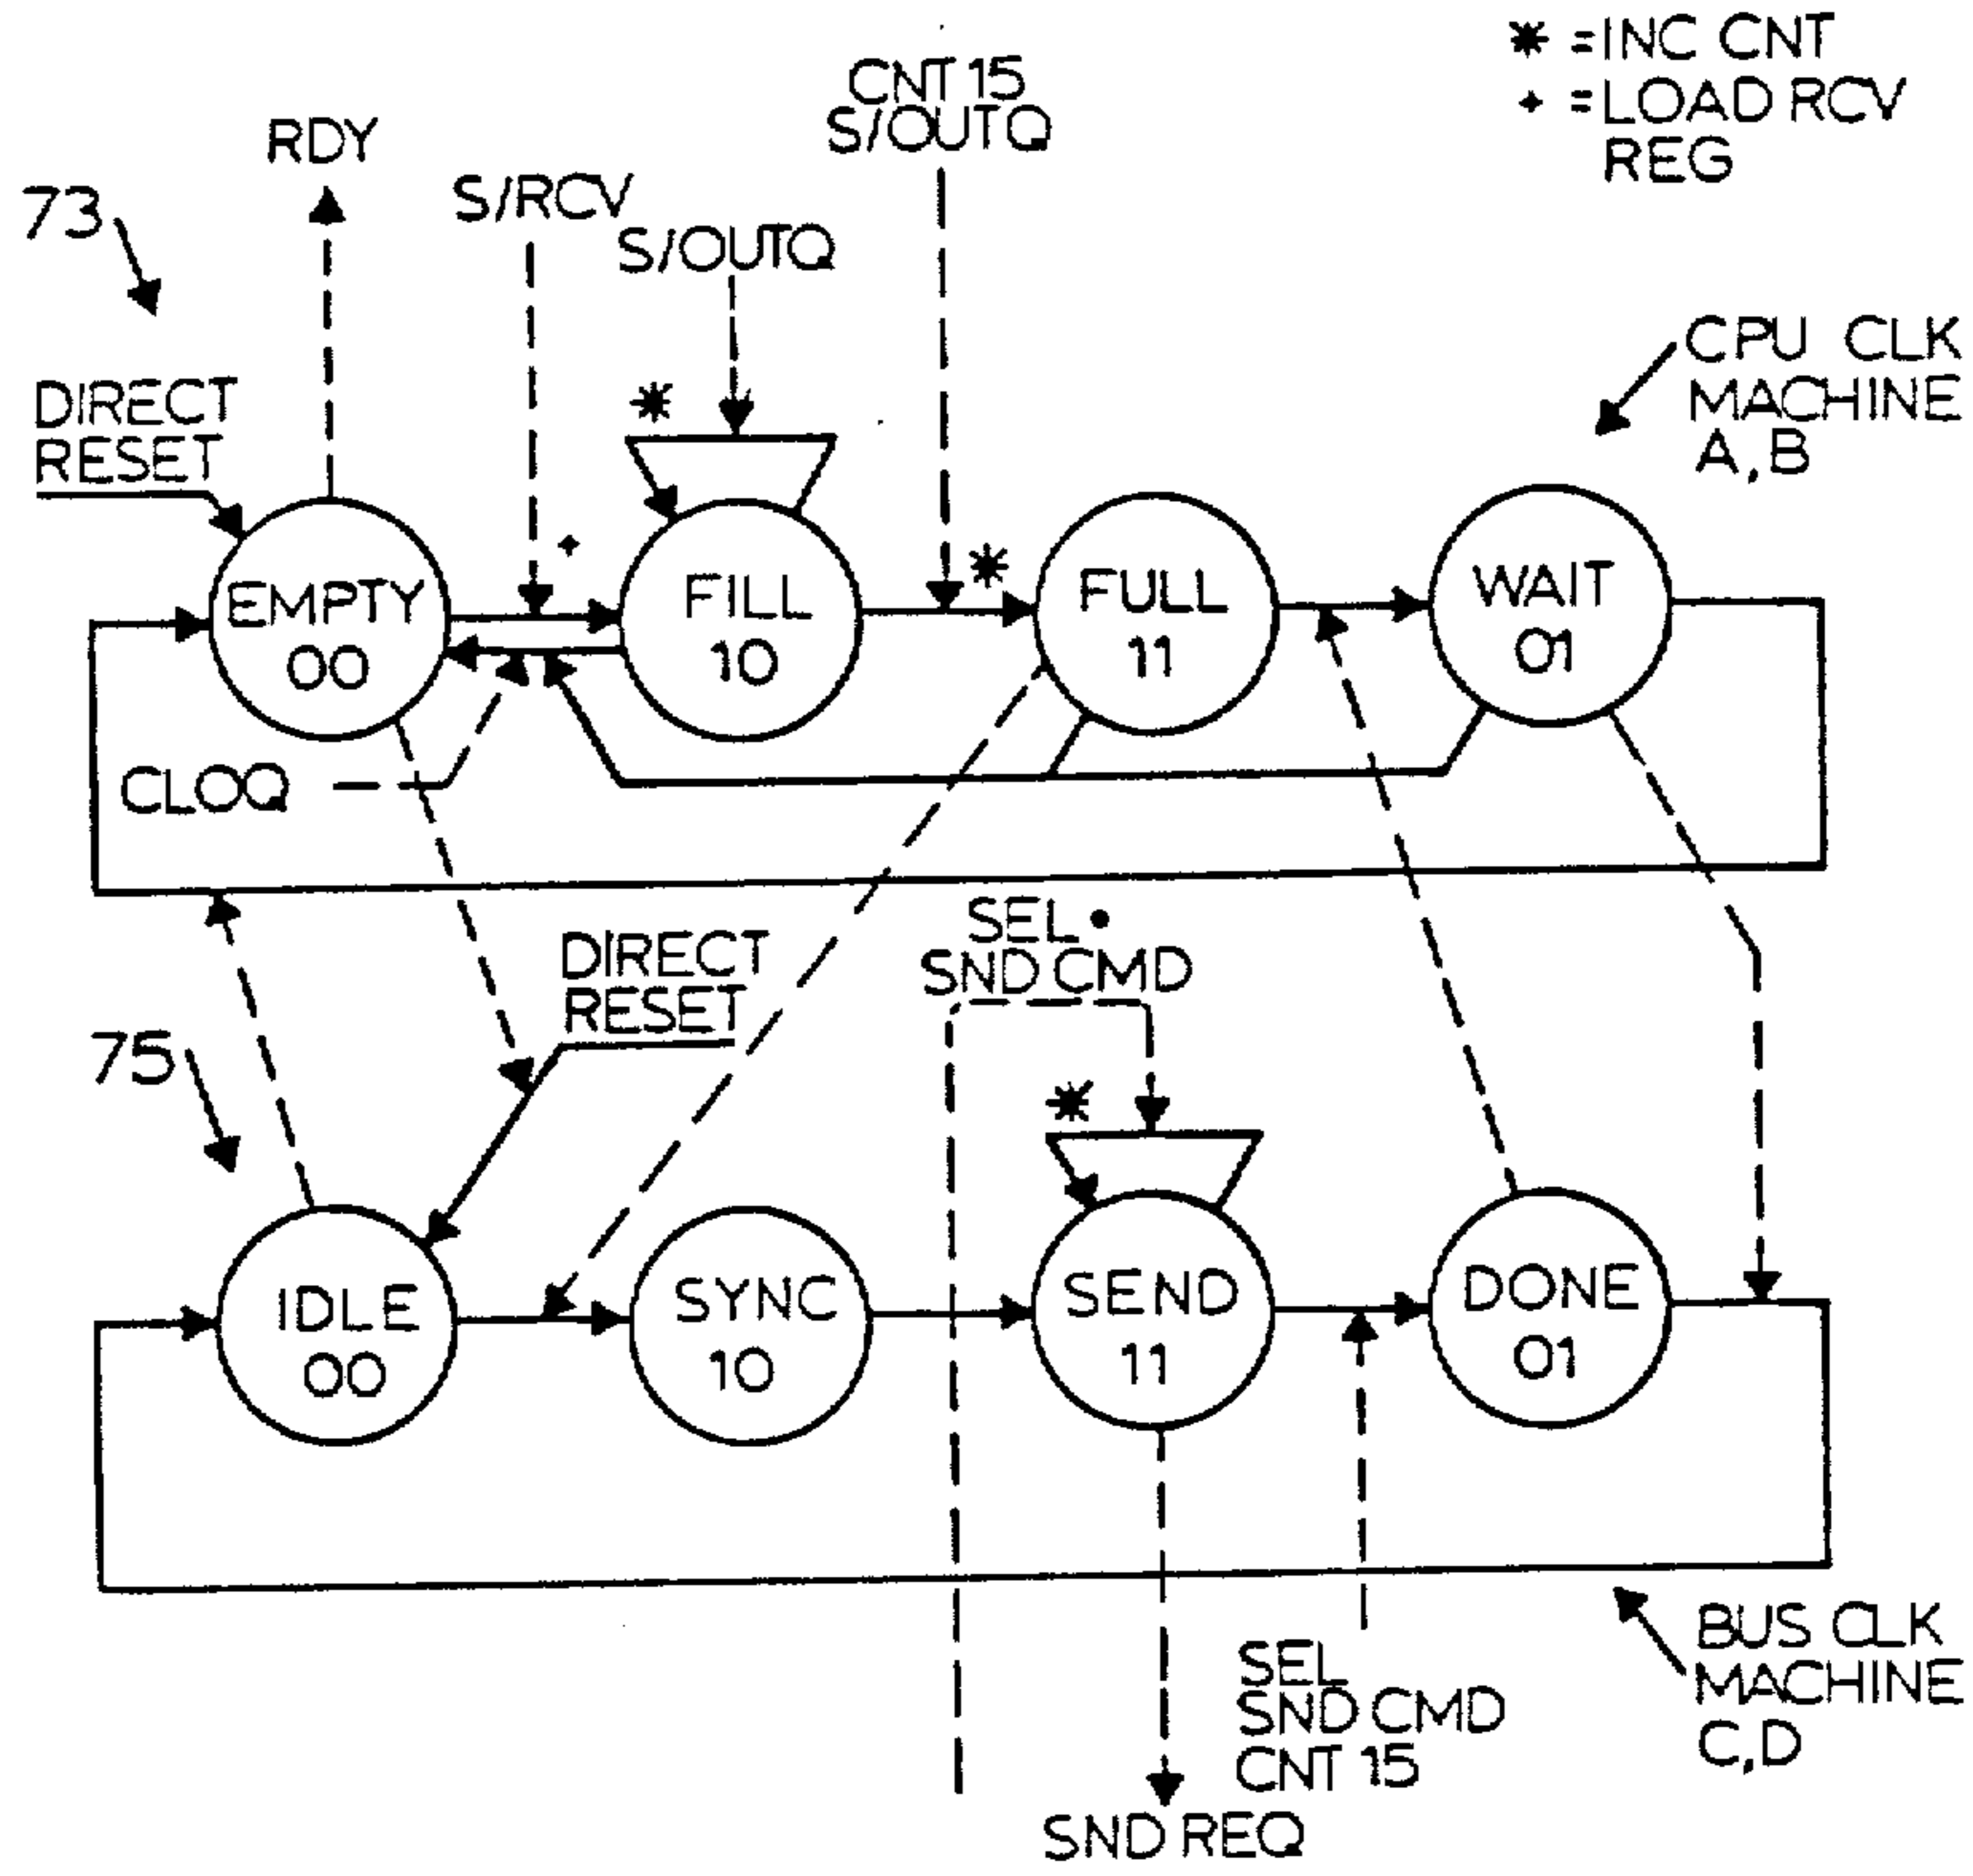 * =INC CNT
+ =LOAD RCV
REG
CNT 15
S/OUTQ
RDY
S/RCV
S/OUTQ
73
DIRECT
RESET
*
CPU CLK
MACHINE
A,B
+
*
EMPTY
00
FILL
10
FULL
11
WAIT
01
CLOQ
SEL •
SND CMD
DIRECT
RESET
75
*
IDLE
00
SYNC
10
SEND
11
DONE
01
SEL
SND CMD
CNT 15
BUS CLK
MACHINE
C,D
SND REQ